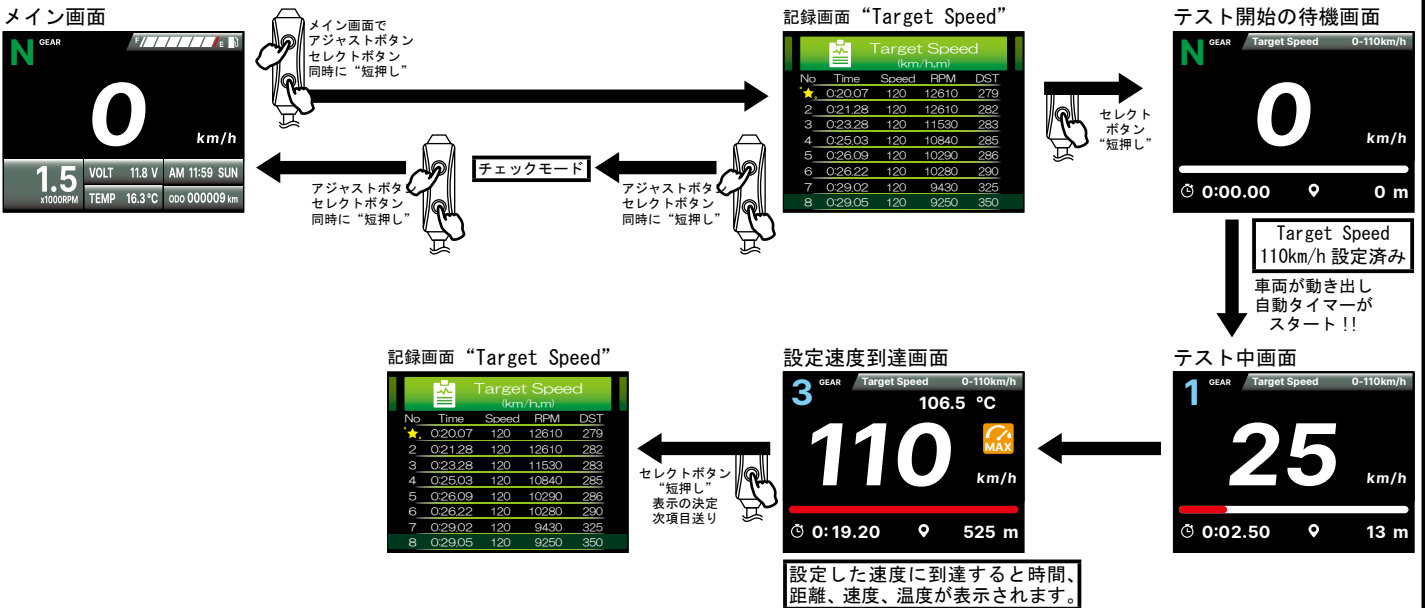 メイン画面
N GEAR F E
0
km/h
1.5
x1000RPM
VOLT 11.8 V AM 11:59 SUN
TEMP 16.3℃ ODO 000009 km
メイン画面で
アジャストボタン
セレクトボタン
同時に“短押し”
アジャストボタ
セレクトボタン
同時に“短押し”
チェックモード
アジャストボタ
セレクトボタン
同時に“短押し”
記録画面“Target Speed”
Target Speed
(km/h,m)
No Time Speed RPM DST
0:20.07 120 12610 279
2 0:21.28 120 12610 282
3 0:23.28 120 11530 283
4 0:25.03 120 10840 285
5 0:26.09 120 10290 286
6 0:26.22 120 10280 290
7 0:29.02 120 9430 325
8 0:29.05 120 9250 350
セレクト
ボタン
“短押し”
テスト開始の待機画面
N GEAR Target Speed 0-110km/h
0
km/h
0:00.00 0 m
Target Speed
110km/h 設定済み
車両が動き出し
自動タイマーが
スタート!!
テスト中画面
1 GEAR Target Speed 0-110km/h
25
km/h
0:02.50 13 m
設定速度到達画面
3 GEAR Target Speed 0-110km/h
106.5 ℃
110
MAX
km/h
0:19.20 525 m
設定した速度に到達すると時間、
距離、速度、温度が表示されます。
セレクトボタン
“短押し”
表示の決定
次項目送り
記録画面“Target Speed”
Target Speed
(km/h,m)
No Time Speed RPM DST
0:20.07 120 12610 279
2 0:21.28 120 12610 282
3 0:23.28 120 11530 283
4 0:25.03 120 10840 285
5 0:26.09 120 10290 286
6 0:26.22 120 10280 290
7 0:29.02 120 9430 325
8 0:29.05 120 9250 350